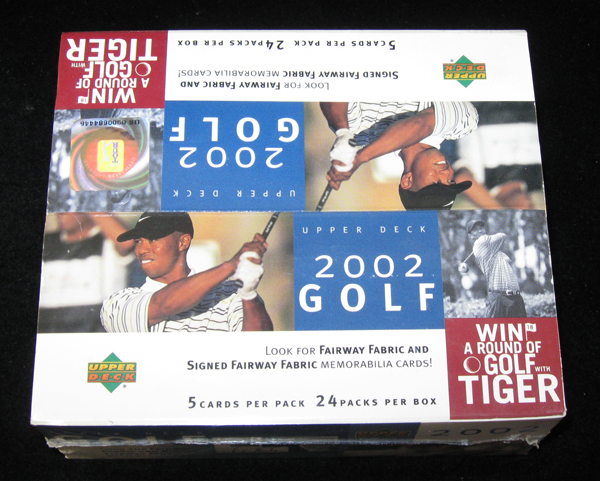 5 CARDS PER PACK 24 PACKS PER BOX
LOOK FOR FAIRWAY FABRIC AND
SIGNED FAIRWAY FABRIC MEMORABILIA CARDS!
UPPER
DECK
WIN
A ROUND OF
GOLF WITH
TIGER
UPPER DECK
2002
GOLF
UPPER DECK
2002
GOLF
WIN
A ROUND OF
GOLF WITH
TIGER
LOOK FOR FAIRWAY FABRIC AND
SIGNED FAIRWAY FABRIC MEMORABILIA CARDS!
UPPER
DECK
5 CARDS PER PACK 24 PACKS PER BOX
2002